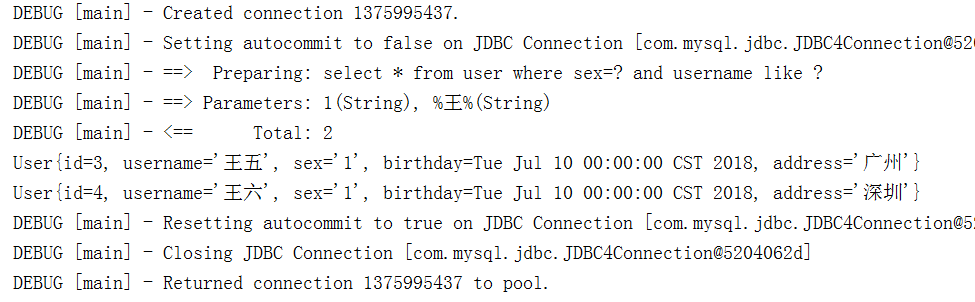 DEBUG [main] - Created connection 1375995437.
DEBUG [main] - Setting autocommit to false on JDBC Connection [com.mysql.jdbc.JDBC4Connection@520
DEBUG [main] - ==>  Preparing: select * from user where sex=? and username like ?
DEBUG [main] - ==> Parameters: 1(String), %王%(String)
DEBUG [main] - <==      Total: 2
User{id=3, username='王五', sex='1', birthday=Tue Jul 10 00:00:00 CST 2018, address='广州'}
User{id=4, username='王六', sex='1', birthday=Tue Jul 10 00:00:00 CST 2018, address='深圳'}
DEBUG [main] - Resetting autocommit to true on JDBC Connection [com.mysql.jdbc.JDBC4Connection@52
DEBUG [main] - Closing JDBC Connection [com.mysql.jdbc.JDBC4Connection@5204062d]
DEBUG [main] - Returned connection 1375995437 to pool.